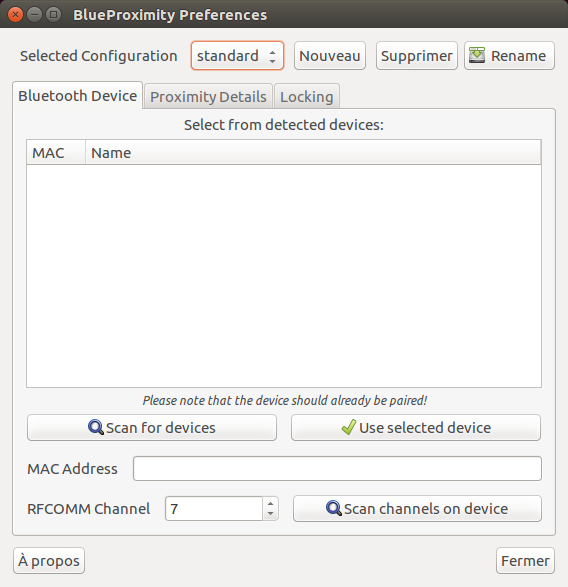 BlueProximity Preferences
Selected Configuration standard Nouveau Supprimer Rename
Bluetooth Device Proximity Details Locking
Select from detected devices:
MAC Name
Please note that the device should already be paired!
Scan for devices Use selected device
MAC Address
RFCOMM Channel 7 Scan channels on device
À propos Fermer